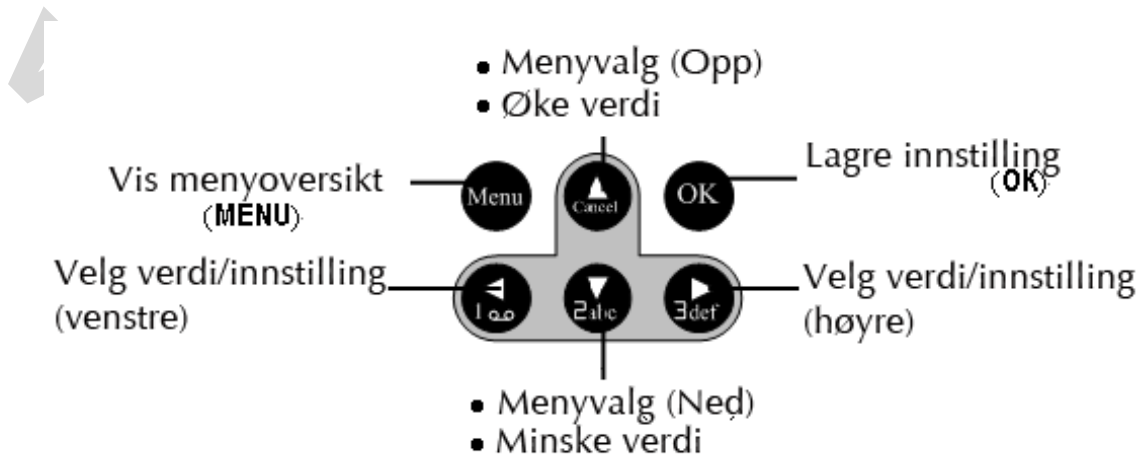 • Menyvalg (Opp)
• Øke verdi
Vis menyoversikt
(MENU)
Menu
Cancel
OK
Lagre innstilling
(OK)
Velg verdi/innstilling
(venstre)
1
2abc
3def
Velg verdi/innstilling
(høyre)
• Menyvalg (Ned)
• Minske verdi